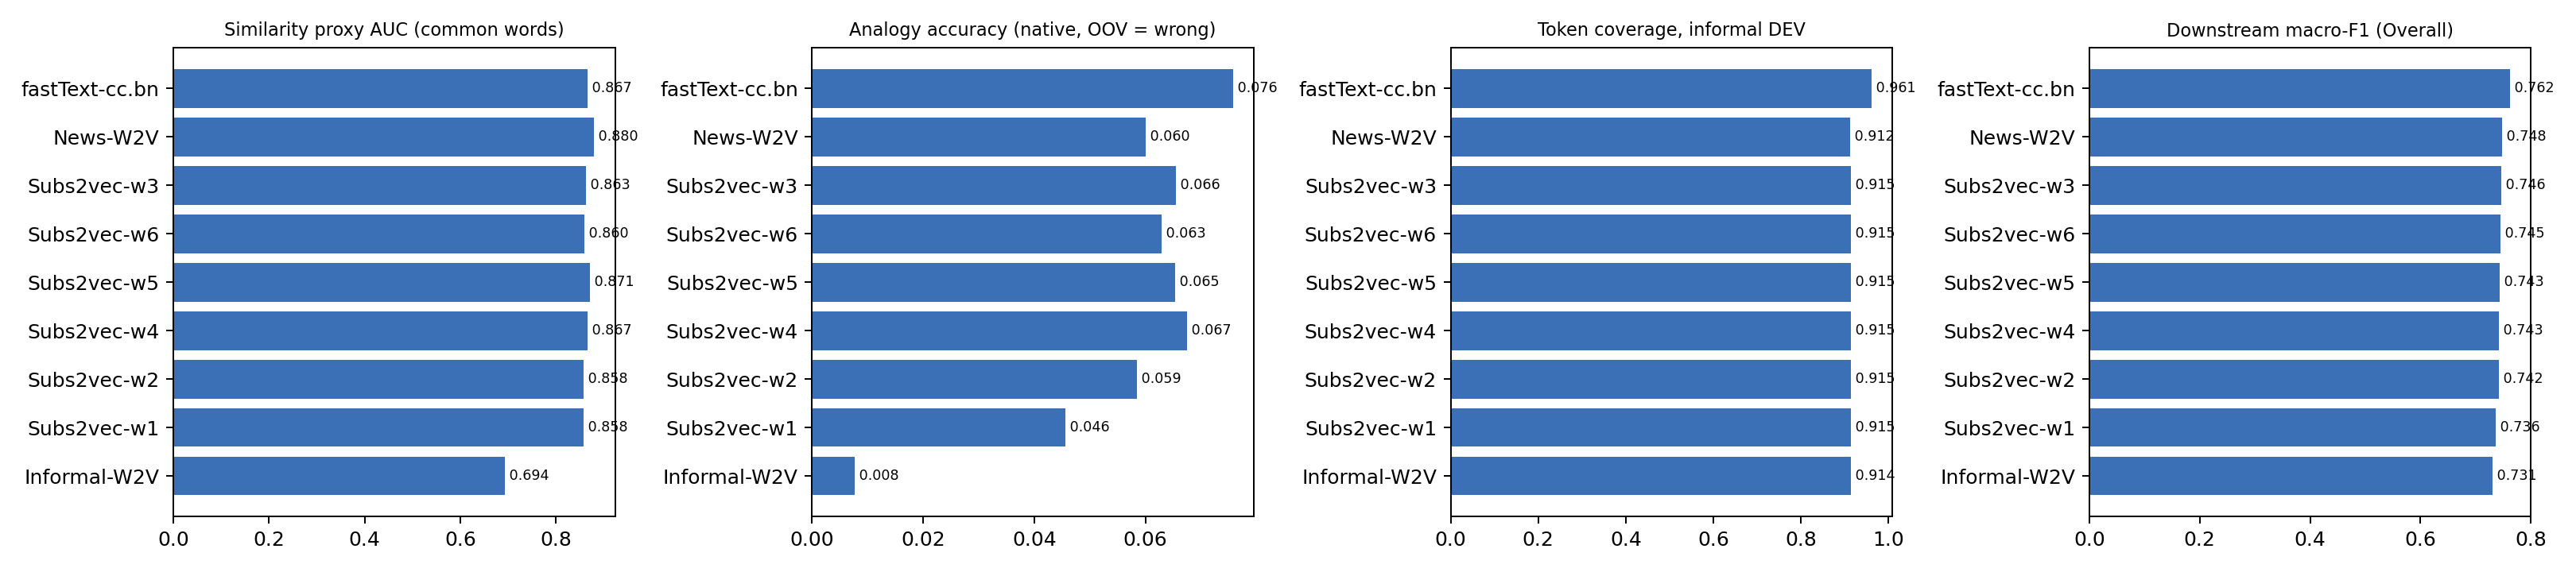 Similarity proxy AUC (common words)
fastText-cc.bn 0.867
News-W2V 0.880
Subs2vec-w3 0.863
Subs2vec-w6 0.860
Subs2vec-w5 0.871
Subs2vec-w4 0.867
Subs2vec-w2 0.858
Subs2vec-w1 0.858
Informal-W2V 0.694
0.0 0.2 0.4 0.6 0.8
Analogy accuracy (native, OOV = wrong)
fastText-cc.bn 0.076
News-W2V 0.060
Subs2vec-w3 0.066
Subs2vec-w6 0.063
Subs2vec-w5 0.065
Subs2vec-w4 0.067
Subs2vec-w2 0.059
Subs2vec-w1 0.046
Informal-W2V 0.008
0.00 0.02 0.04 0.06
Token coverage, informal DEV
fastText-cc.bn 0.961
News-W2V 0.912
Subs2vec-w3 0.915
Subs2vec-w6 0.915
Subs2vec-w5 0.915
Subs2vec-w4 0.915
Subs2vec-w2 0.915
Subs2vec-w1 0.915
Informal-W2V 0.914
0.0 0.2 0.4 0.6 0.8 1.0
Downstream macro-F1 (Overall)
fastText-cc.bn 0.762
News-W2V 0.748
Subs2vec-w3 0.746
Subs2vec-w6 0.745
Subs2vec-w5 0.743
Subs2vec-w4 0.743
Subs2vec-w2 0.742
Subs2vec-w1 0.736
Informal-W2V 0.731
0.0 0.2 0.4 0.6 0.8